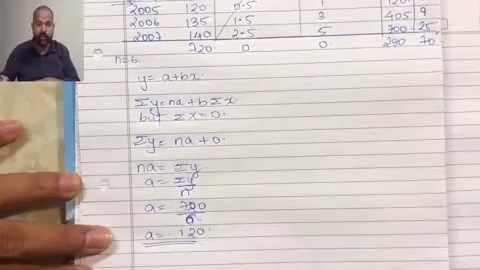 2005 120 0.5 1 120.
2006 135 1.5 3 405 9
2007. 140 2.5 5 700 25
720 0 0 290 70
n=6.
y= a+bx.
Σy=na+bΣx.
but Σx=0.
Σy= na+0.
na= Σy.
a= Σy
n
a= 720
6.
a= 120.